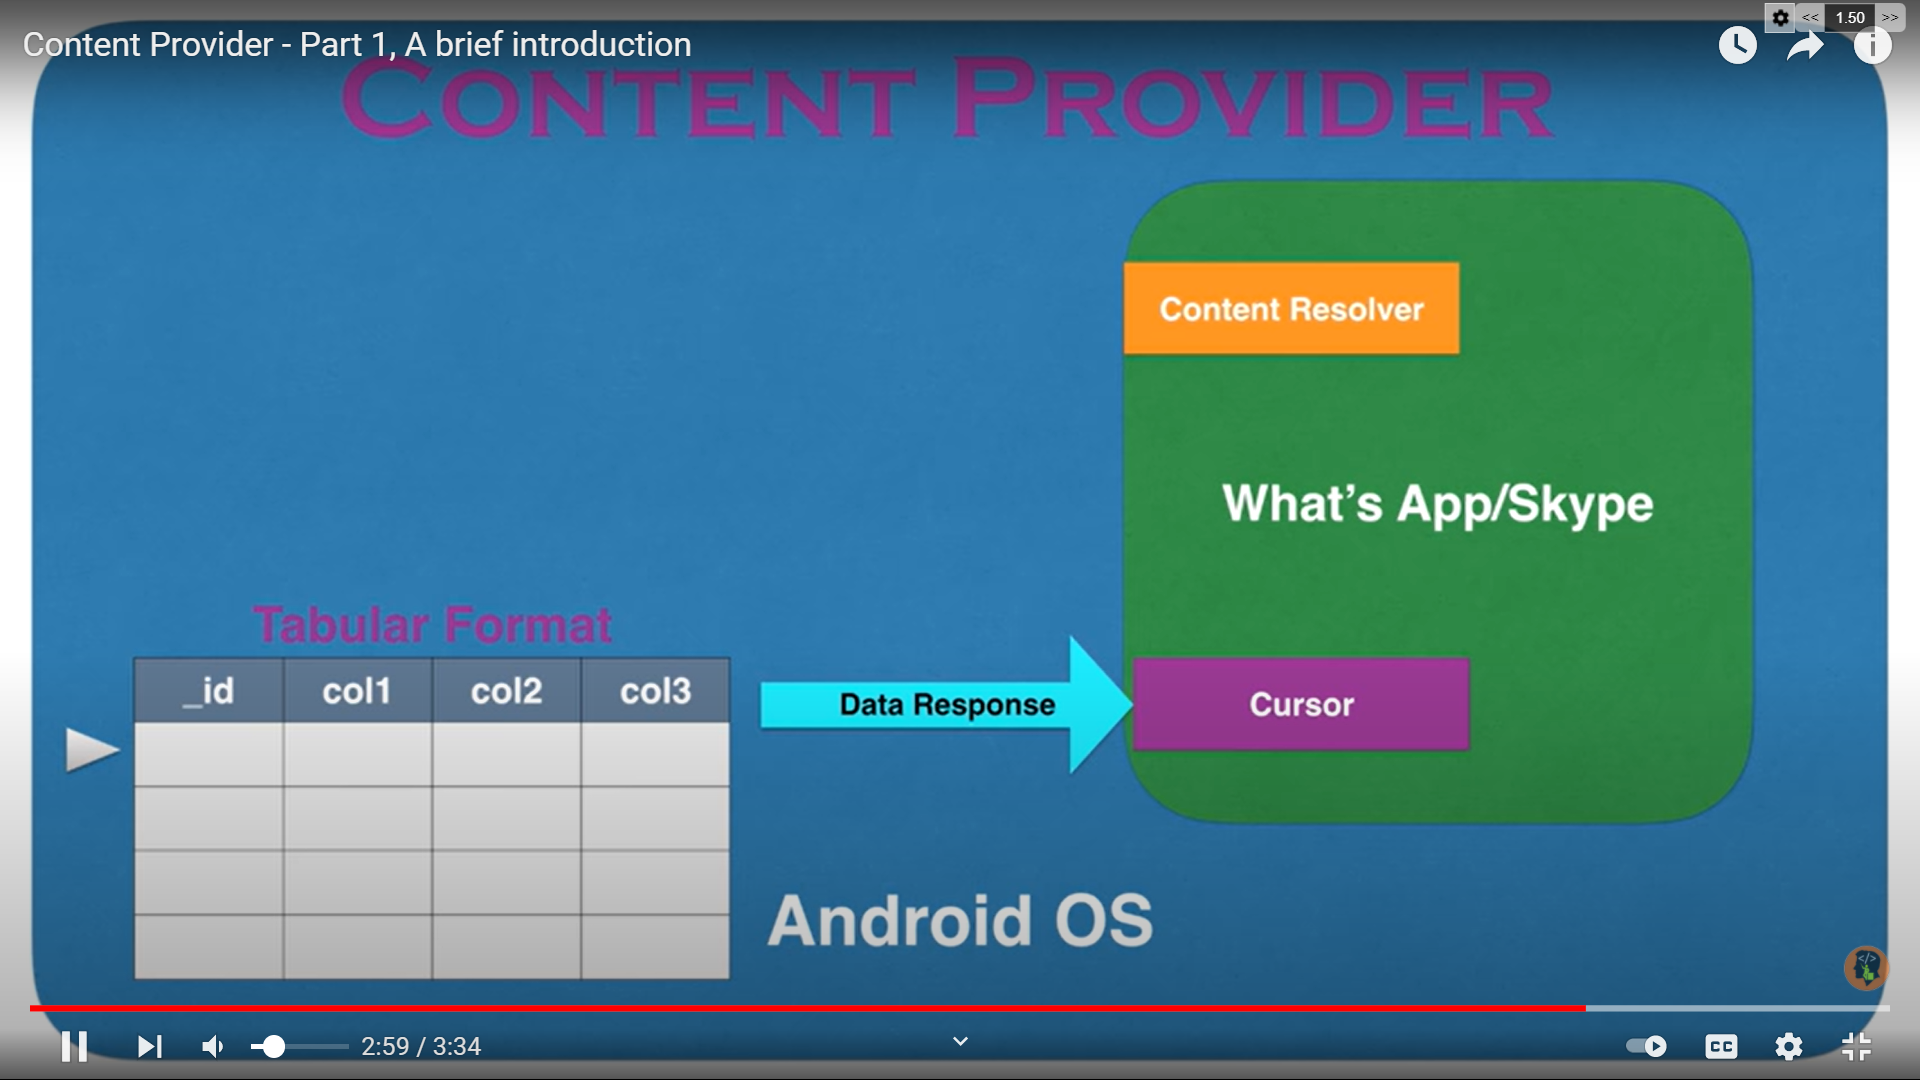 << 1.50 >>
Content Provider - Part 1, A brief introduction
CONTENT PROVIDER
Content Resolver
What's App/Skype
Tabular Format
_id col1 col2 col3
Data Response
Cursor
Android OS
</>
2:59 / 3:34
CC